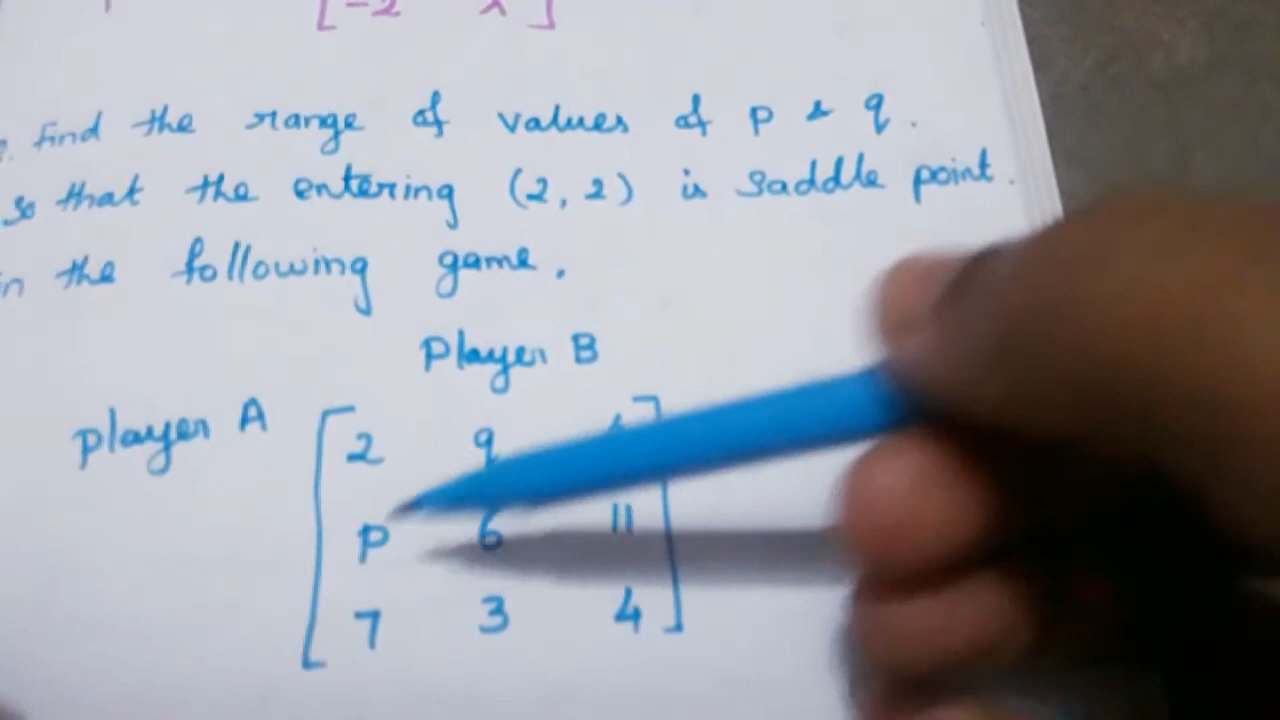 [-2 λ]
Find the range of values of P & q.
so that the entering (2, 2) is saddle point.
in the following game.
Player B
player A
2 q
P 6 11
7 3 4